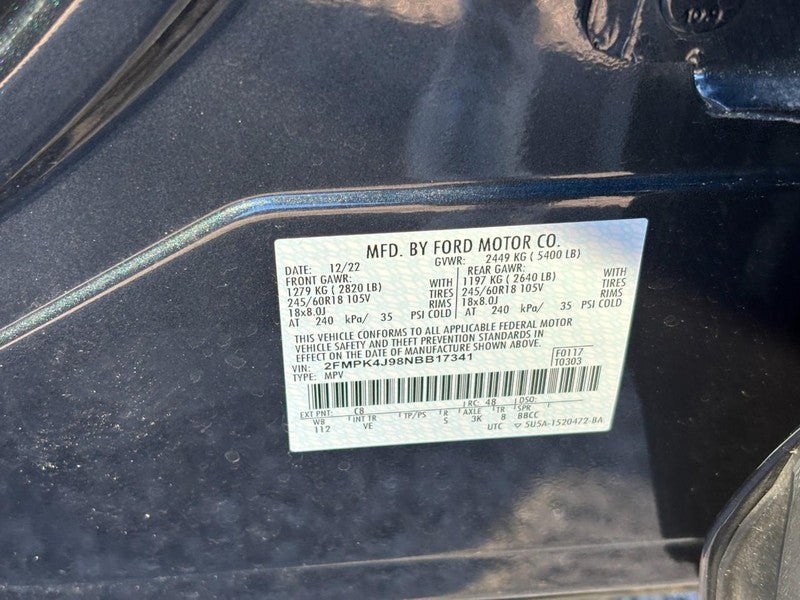 1029
MFD. BY FORD MOTOR CO.
DATE: 12/22 GVWR: 2449 KG ( 5400 LB)
FRONT GAWR: REAR GAWR:
1279 KG ( 2820 LB) WITH 1197 KG ( 2640 LB) WITH
245/60R18 105V TIRES 245/60R18 105V TIRES
18x8.0J RIMS 18x8.0J RIMS
AT 240 kPa/ 35 PSI COLD AT 240 kPa/ 35 PSI COLD
THIS VEHICLE CONFORMS TO ALL APPLICABLE FEDERAL MOTOR
VEHICLE SAFETY AND THEFT PREVENTION STANDARDS IN
EFFECT ON THE DATE OF MANUFACTURE SHOWN ABOVE.
VIN: 2FMPK4J98NBB17341 F0117
TYPE: MPV T0303
EXT PNT: C8 RC: 48 DSO:
W8 INT TR TP/PS R AXLE TR SPR
112 VE S 3K 8 BBCC
UTC 5U5A-1520472-BA